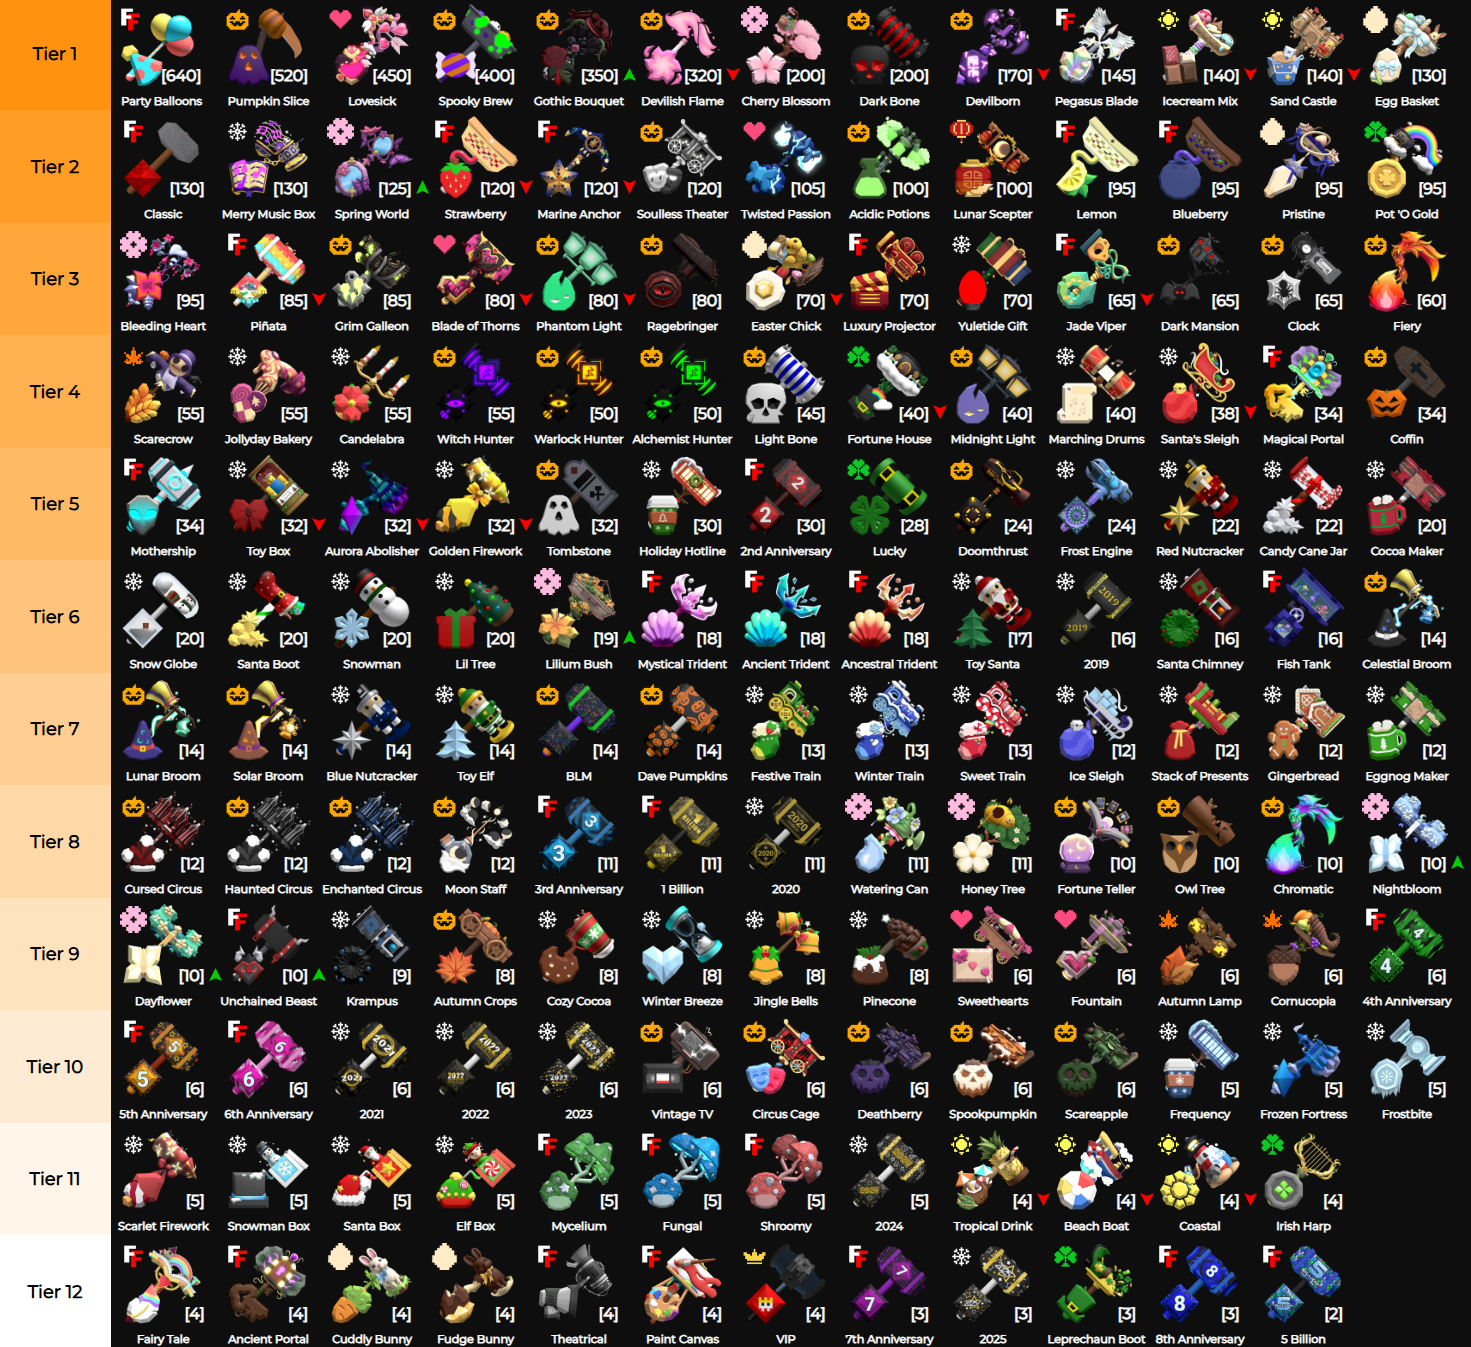 Tier 1
[640] [520] [450] [400] [350] [320] [200] [200] [170] [145] [140] [140] [130]
Party Balloons Pumpkin Slice Lovesick Spooky Brew Gothic Bouquet Devilish Flame Cherry Blossom Dark Bone Devilborn Pegasus Blade Icecream Mix Sand Castle Egg Basket
Tier 2
[130] [130] [125] [120] [120] [120] [105] [100] [100] [95] [95] [95] [95]
Classic Merry Music Box Spring World Strawberry Marine Anchor Soulless Theater Twisted Passion Acidic Potions Lunar Scepter Lemon Blueberry Pristine Pot 'O Gold
Tier 3
[95] [85] [85] [80] [80] [80] [70] [70] [70] [65] [65] [65] [60]
Bleeding Heart Piñata Grim Galleon Blade of Thorns Phantom Light Ragebringer Easter Chick Luxury Projector Yuletide Gift Jade Viper Dark Mansion Clock Fiery
Tier 4
[55] [55] [55] [55] [50] [50] [45] [40] [40] [40] [38] [34] [34]
Scarecrow Jollyday Bakery Candelabra Witch Hunter Warlock Hunter Alchemist Hunter Light Bone Fortune House Midnight Light Marching Drums Santa's Sleigh Magical Portal Coffin
Tier 5
[34] [32] [32] [32] [32] [30] [30] [28] [24] [24] [22] [22] [20]
Mothership Toy Box Aurora Abolisher Golden Firework Tombstone Holiday Hotline 2nd Anniversary Lucky Doomthrust Frost Engine Red Nutcracker Candy Cane Jar Cocoa Maker
Tier 6
[20] [20] [20] [20] [19] [18] [18] [18] [17] [16] [16] [16] [14]
Snow Globe Santa Boot Snowman Lil Tree Lilium Bush Mystical Trident Ancient Trident Ancestral Trident Toy Santa 2019 Santa Chimney Fish Tank Celestial Broom
Tier 7
[14] [14] [14] [14] [14] [14] [13] [13] [13] [12] [12] [12] [12]
Lunar Broom Solar Broom Blue Nutcracker Toy Elf BLM Dave Pumpkins Festive Train Winter Train Sweet Train Ice Sleigh Stack of Presents Gingerbread Eggnog Maker
Tier 8
[12] [12] [12] [12] [11] [11] [11] [11] [11] [10] [10] [10] [10]
Cursed Circus Haunted Circus Enchanted Circus Moon Staff 3rd Anniversary 1 Billion 2020 Watering Can Honey Tree Fortune Teller Owl Tree Chromatic Nightbloom
Tier 9
[10] [10] [9] [8] [8] [8] [8] [8] [6] [6] [6] [6] [6]
Dayflower Unchained Beast Krampus Autumn Crops Cozy Cocoa Winter Breeze Jingle Bells Pinecone Sweethearts Fountain Autumn Lamp Cornucopia 4th Anniversary
Tier 10
[6] [6] [6] [6] [6] [6] [6] [6] [6] [6] [5] [5] [5]
5th Anniversary 6th Anniversary 2021 2022 2023 Vintage TV Circus Cage Deathberry Spookpumpkin Scareapple Frequency Frozen Fortress Frostbite
Tier 11
[5] [5] [5] [5] [5] [5] [5] [5] [4] [4] [4] [4]
Scarlet Firework Snowman Box Santa Box Elf Box Mycelium Fungal Shroomy 2024 Tropical Drink Beach Boat Coastal Irish Harp
Tier 12
[4] [4] [4] [4] [4] [4] [4] [3] [3] [3] [3] [2]
Fairy Tale Ancient Portal Cuddly Bunny Fudge Bunny Theatrical Paint Canvas VIP 7th Anniversary 2025 Leprechaun Boot 8th Anniversary 5 Billion